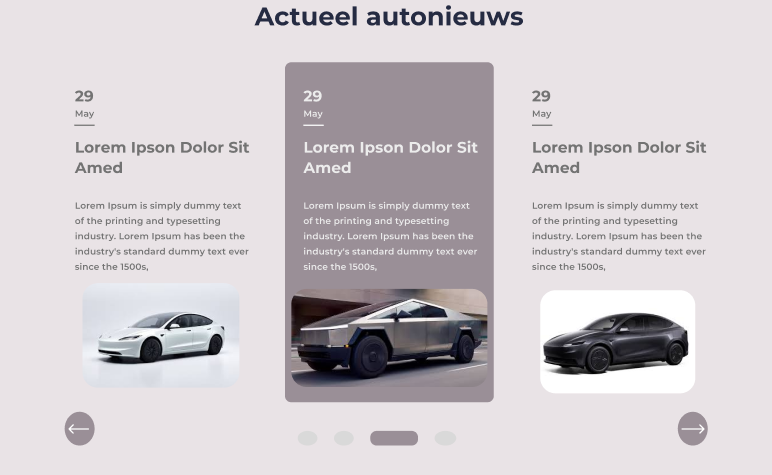 Actueel autonieuws
29
May
Lorem Ipson Dolor Sit
Amed
Lorem Ipsum is simply dummy text
of the printing and typesetting
industry. Lorem Ipsum has been the
industry's standard dummy text ever
since the 1500s,
29
May
Lorem Ipson Dolor Sit
Amed
Lorem Ipsum is simply dummy text
of the printing and typesetting
industry. Lorem Ipsum has been the
industry's standard dummy text ever
since the 1500s,
29
May
Lorem Ipson Dolor Sit
Amed
Lorem Ipsum is simply dummy text
of the printing and typesetting
industry. Lorem Ipsum has been the
industry's standard dummy text ever
since the 1500s,